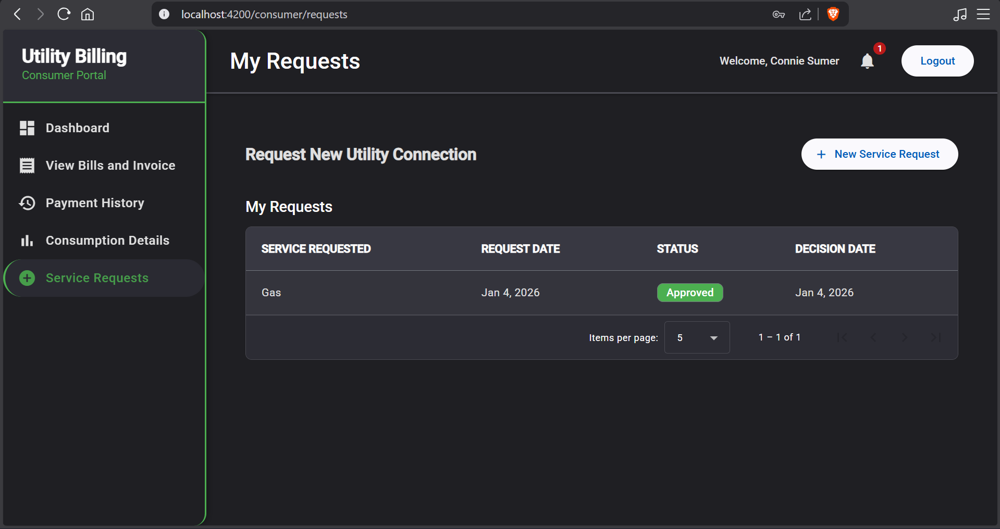 localhost:4200/consumer/requests
Utility Billing
Consumer Portal
My Requests
Welcome, Connie Sumer
1
Logout
Dashboard
View Bills and Invoice
Payment History
Consumption Details
Service Requests
Request New Utility Connection
+ New Service Request
My Requests
SERVICE REQUESTED REQUEST DATE STATUS DECISION DATE
Gas Jan 4, 2026 Approved Jan 4, 2026
Items per page: 5 1 – 1 of 1